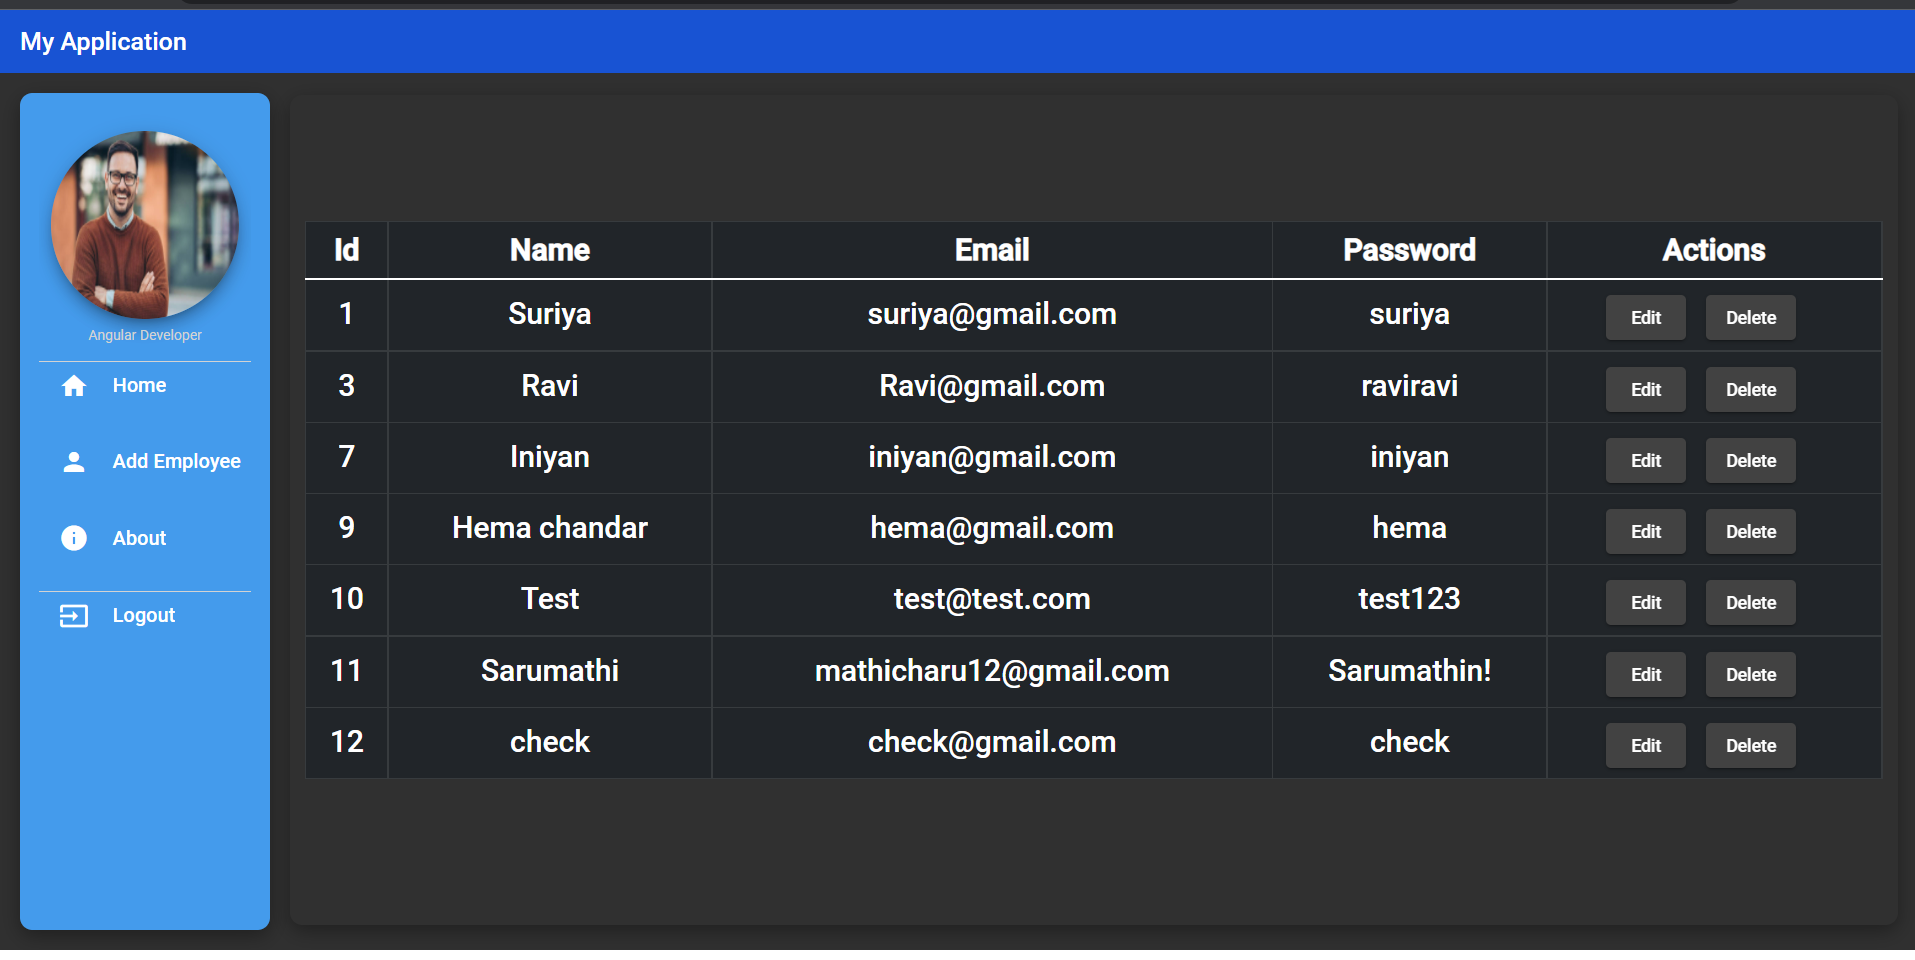 My Application
Angular Developer
Home
Add Employee
About
Logout
Id Name Email Password Actions
1 Suriya suriya@gmail.com suriya Edit Delete
3 Ravi Ravi@gmail.com raviravi Edit Delete
7 Iniyan iniyan@gmail.com iniyan Edit Delete
9 Hema chandar hema@gmail.com hema Edit Delete
10 Test test@test.com test123 Edit Delete
11 Sarumathi mathicharu12@gmail.com Sarumathin! Edit Delete
12 check check@gmail.com check Edit Delete